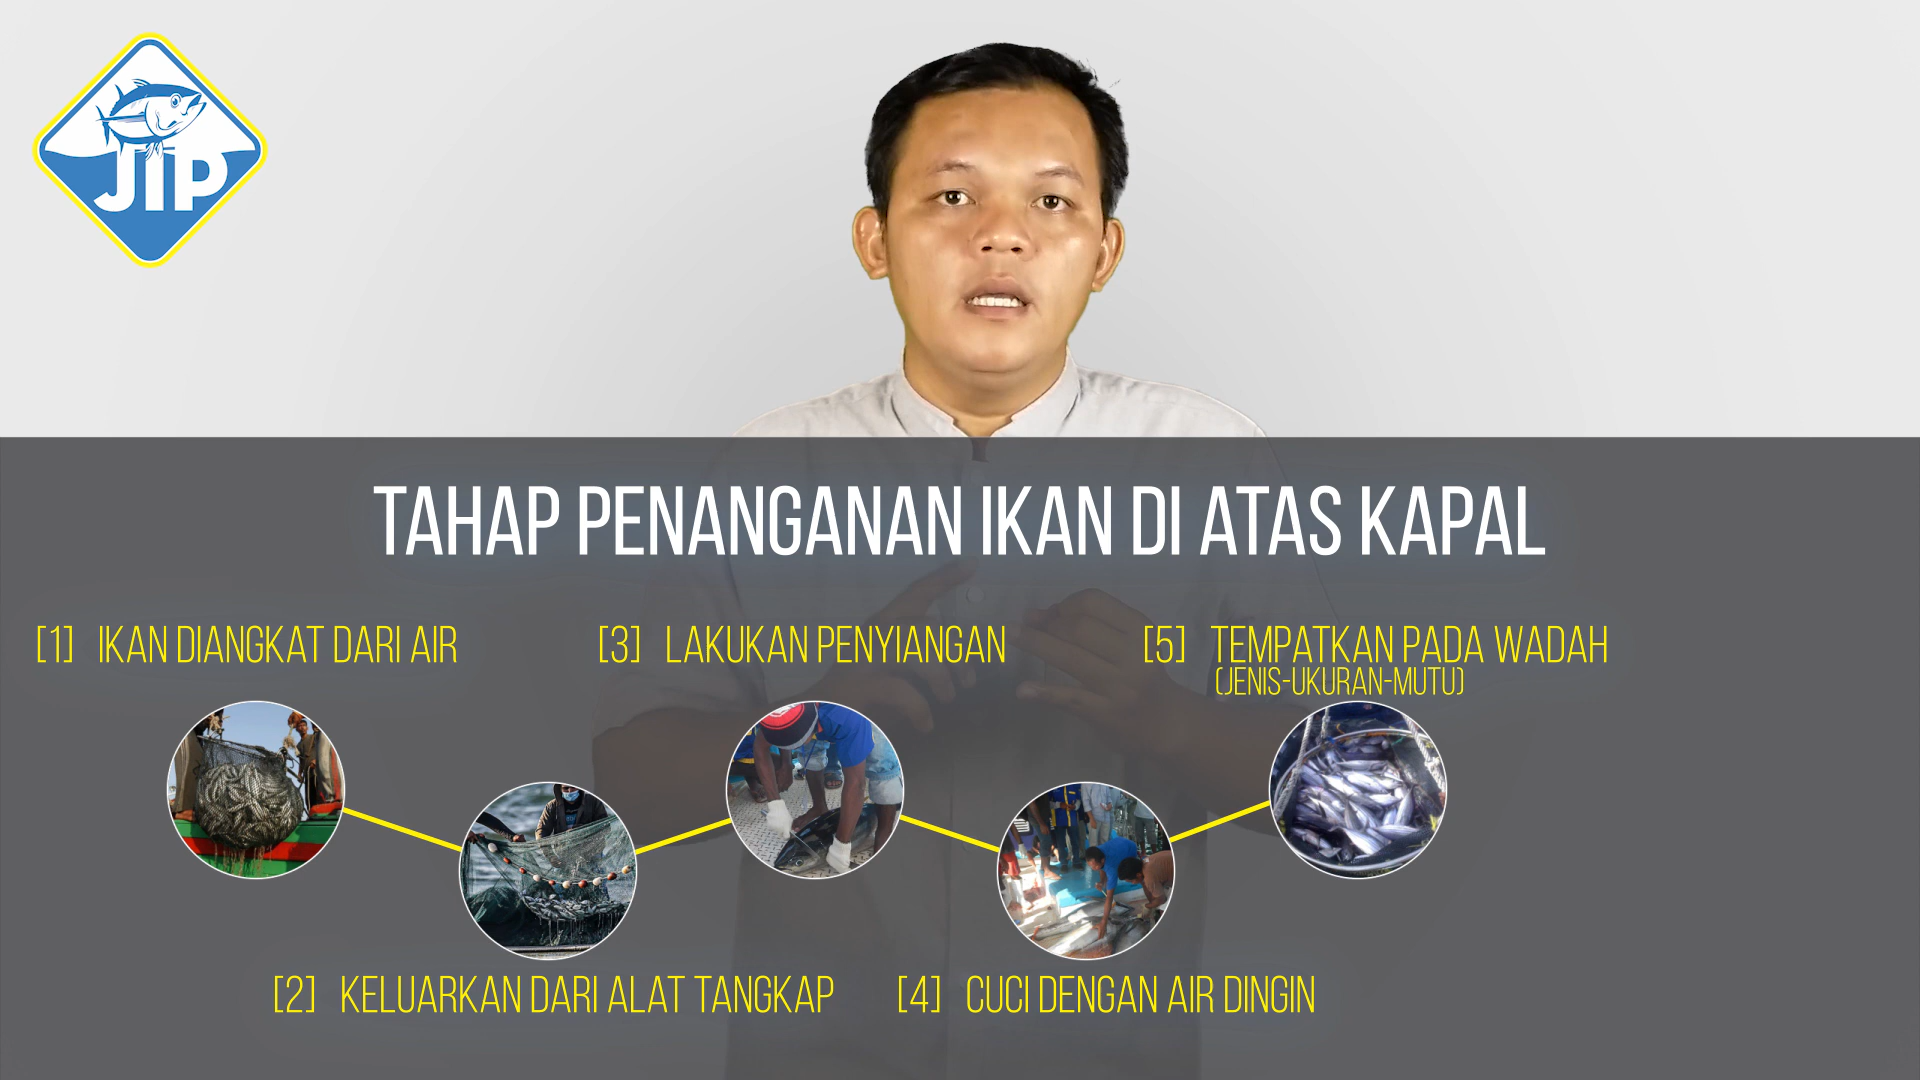 JIP
TAHAP PENANGANAN IKAN DI ATAS KAPAL
[1] IKAN DIANGKAT DARI AIR
[2] KELUARKAN DARI ALAT TANGKAP
[3] LAKUKAN PENYIANGAN
[4] CUCI DENGAN AIR DINGIN
[5] TEMPATKAN PADA WADAH
(JENIS-UKURAN-MUTU)